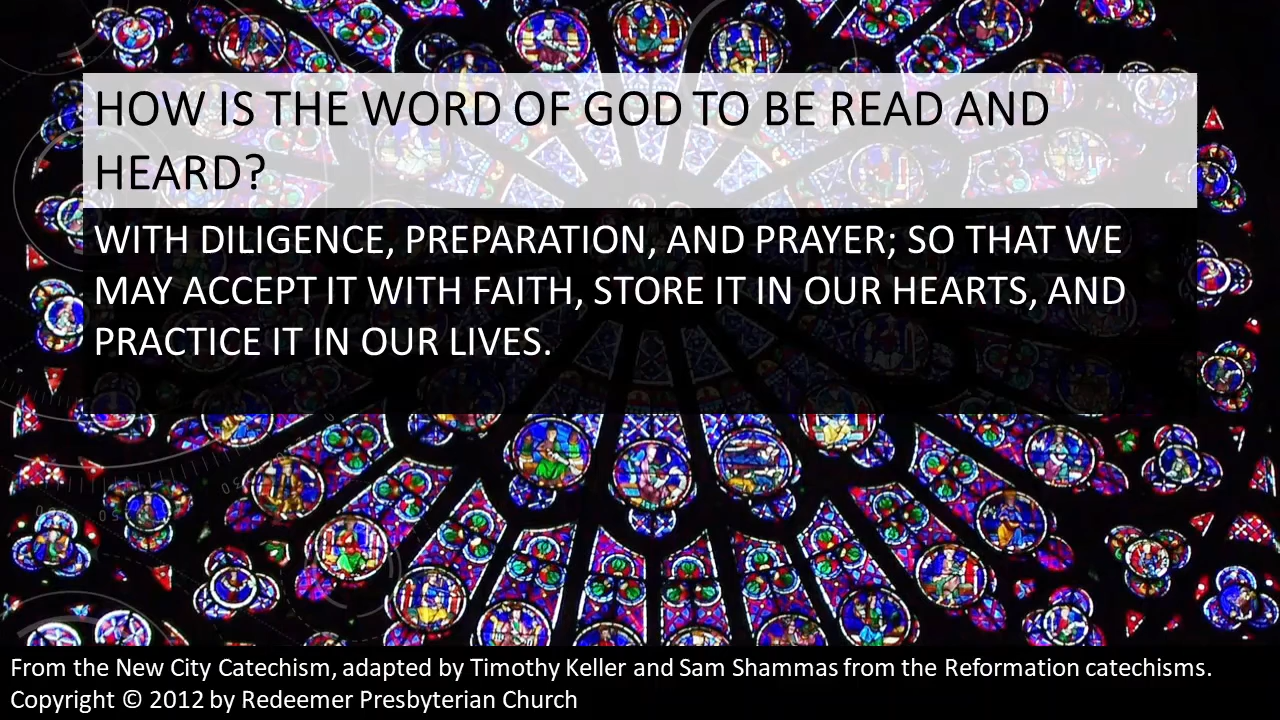 HOW IS THE WORD OF GOD TO BE READ AND
HEARD?
WITH DILIGENCE, PREPARATION, AND PRAYER; SO THAT WE
MAY ACCEPT IT WITH FAITH, STORE IT IN OUR HEARTS, AND
PRACTICE IT IN OUR LIVES.
From the New City Catechism, adapted by Timothy Keller and Sam Shammas from the Reformation catechisms.
Copyright © 2012 by Redeemer Presbyterian Church